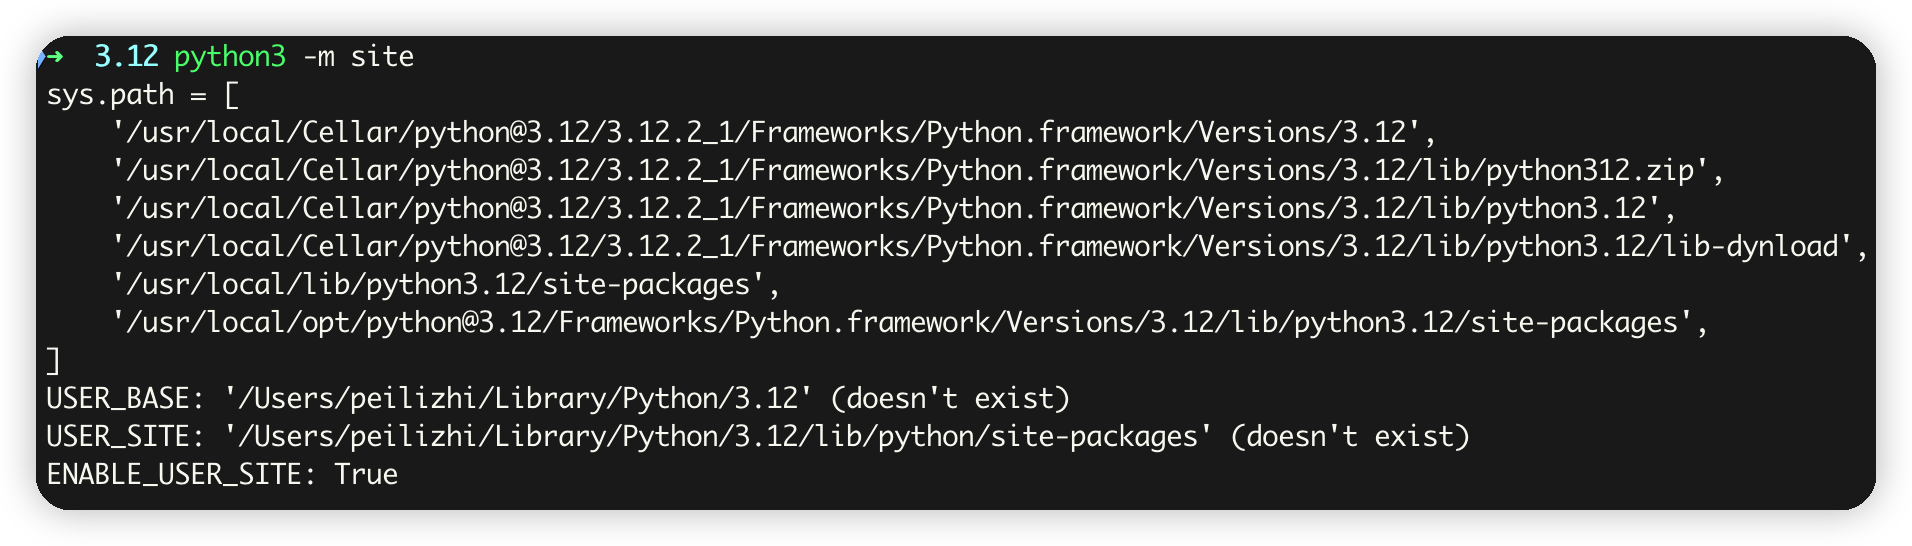 ➜  3.12 python3 -m site
sys.path = [
    '/usr/local/Cellar/python@3.12/3.12.2_1/Frameworks/Python.framework/Versions/3.12',
    '/usr/local/Cellar/python@3.12/3.12.2_1/Frameworks/Python.framework/Versions/3.12/lib/python312.zip',
    '/usr/local/Cellar/python@3.12/3.12.2_1/Frameworks/Python.framework/Versions/3.12/lib/python3.12',
    '/usr/local/Cellar/python@3.12/3.12.2_1/Frameworks/Python.framework/Versions/3.12/lib/python3.12/lib-dynload',
    '/usr/local/lib/python3.12/site-packages',
    '/usr/local/opt/python@3.12/Frameworks/Python.framework/Versions/3.12/lib/python3.12/site-packages',
]
USER_BASE: '/Users/peilizhi/Library/Python/3.12' (doesn't exist)
USER_SITE: '/Users/peilizhi/Library/Python/3.12/lib/python/site-packages' (doesn't exist)
ENABLE_USER_SITE: True